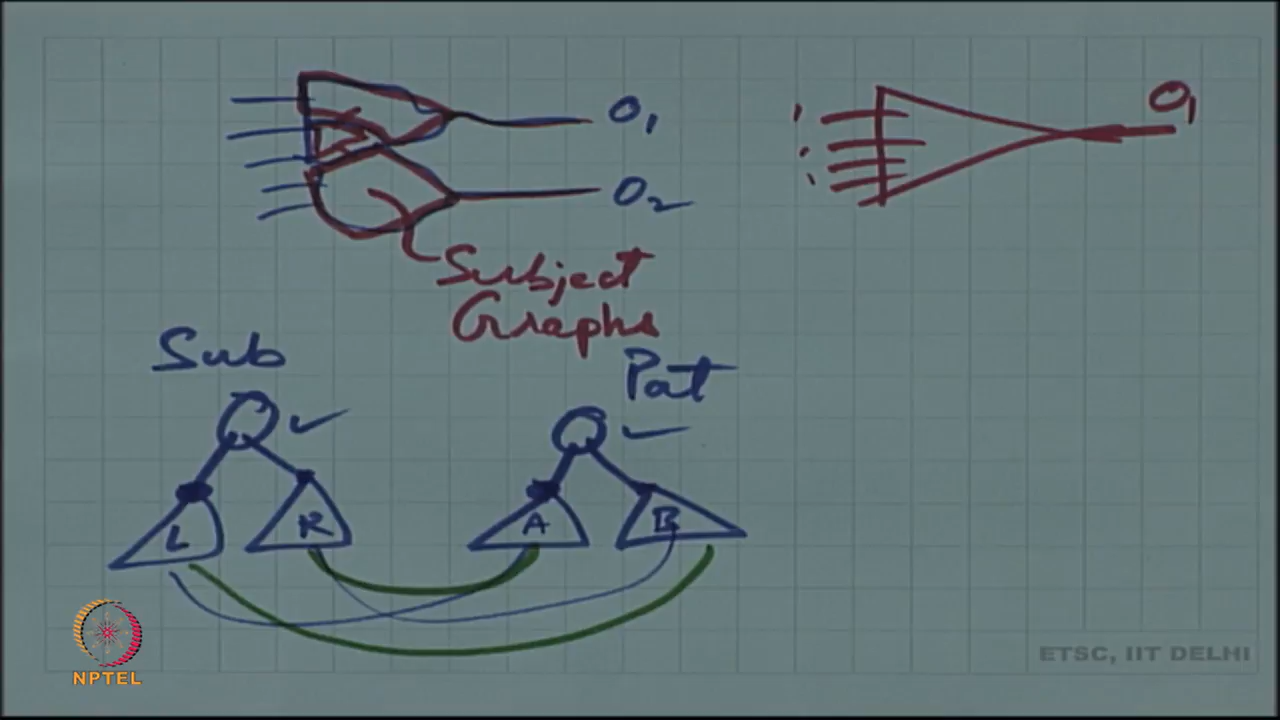 O1
O2
O1
Subject
Graphs
Sub
Pat
L
R
A
B
NPTEL
ETSC, IIT DELHI